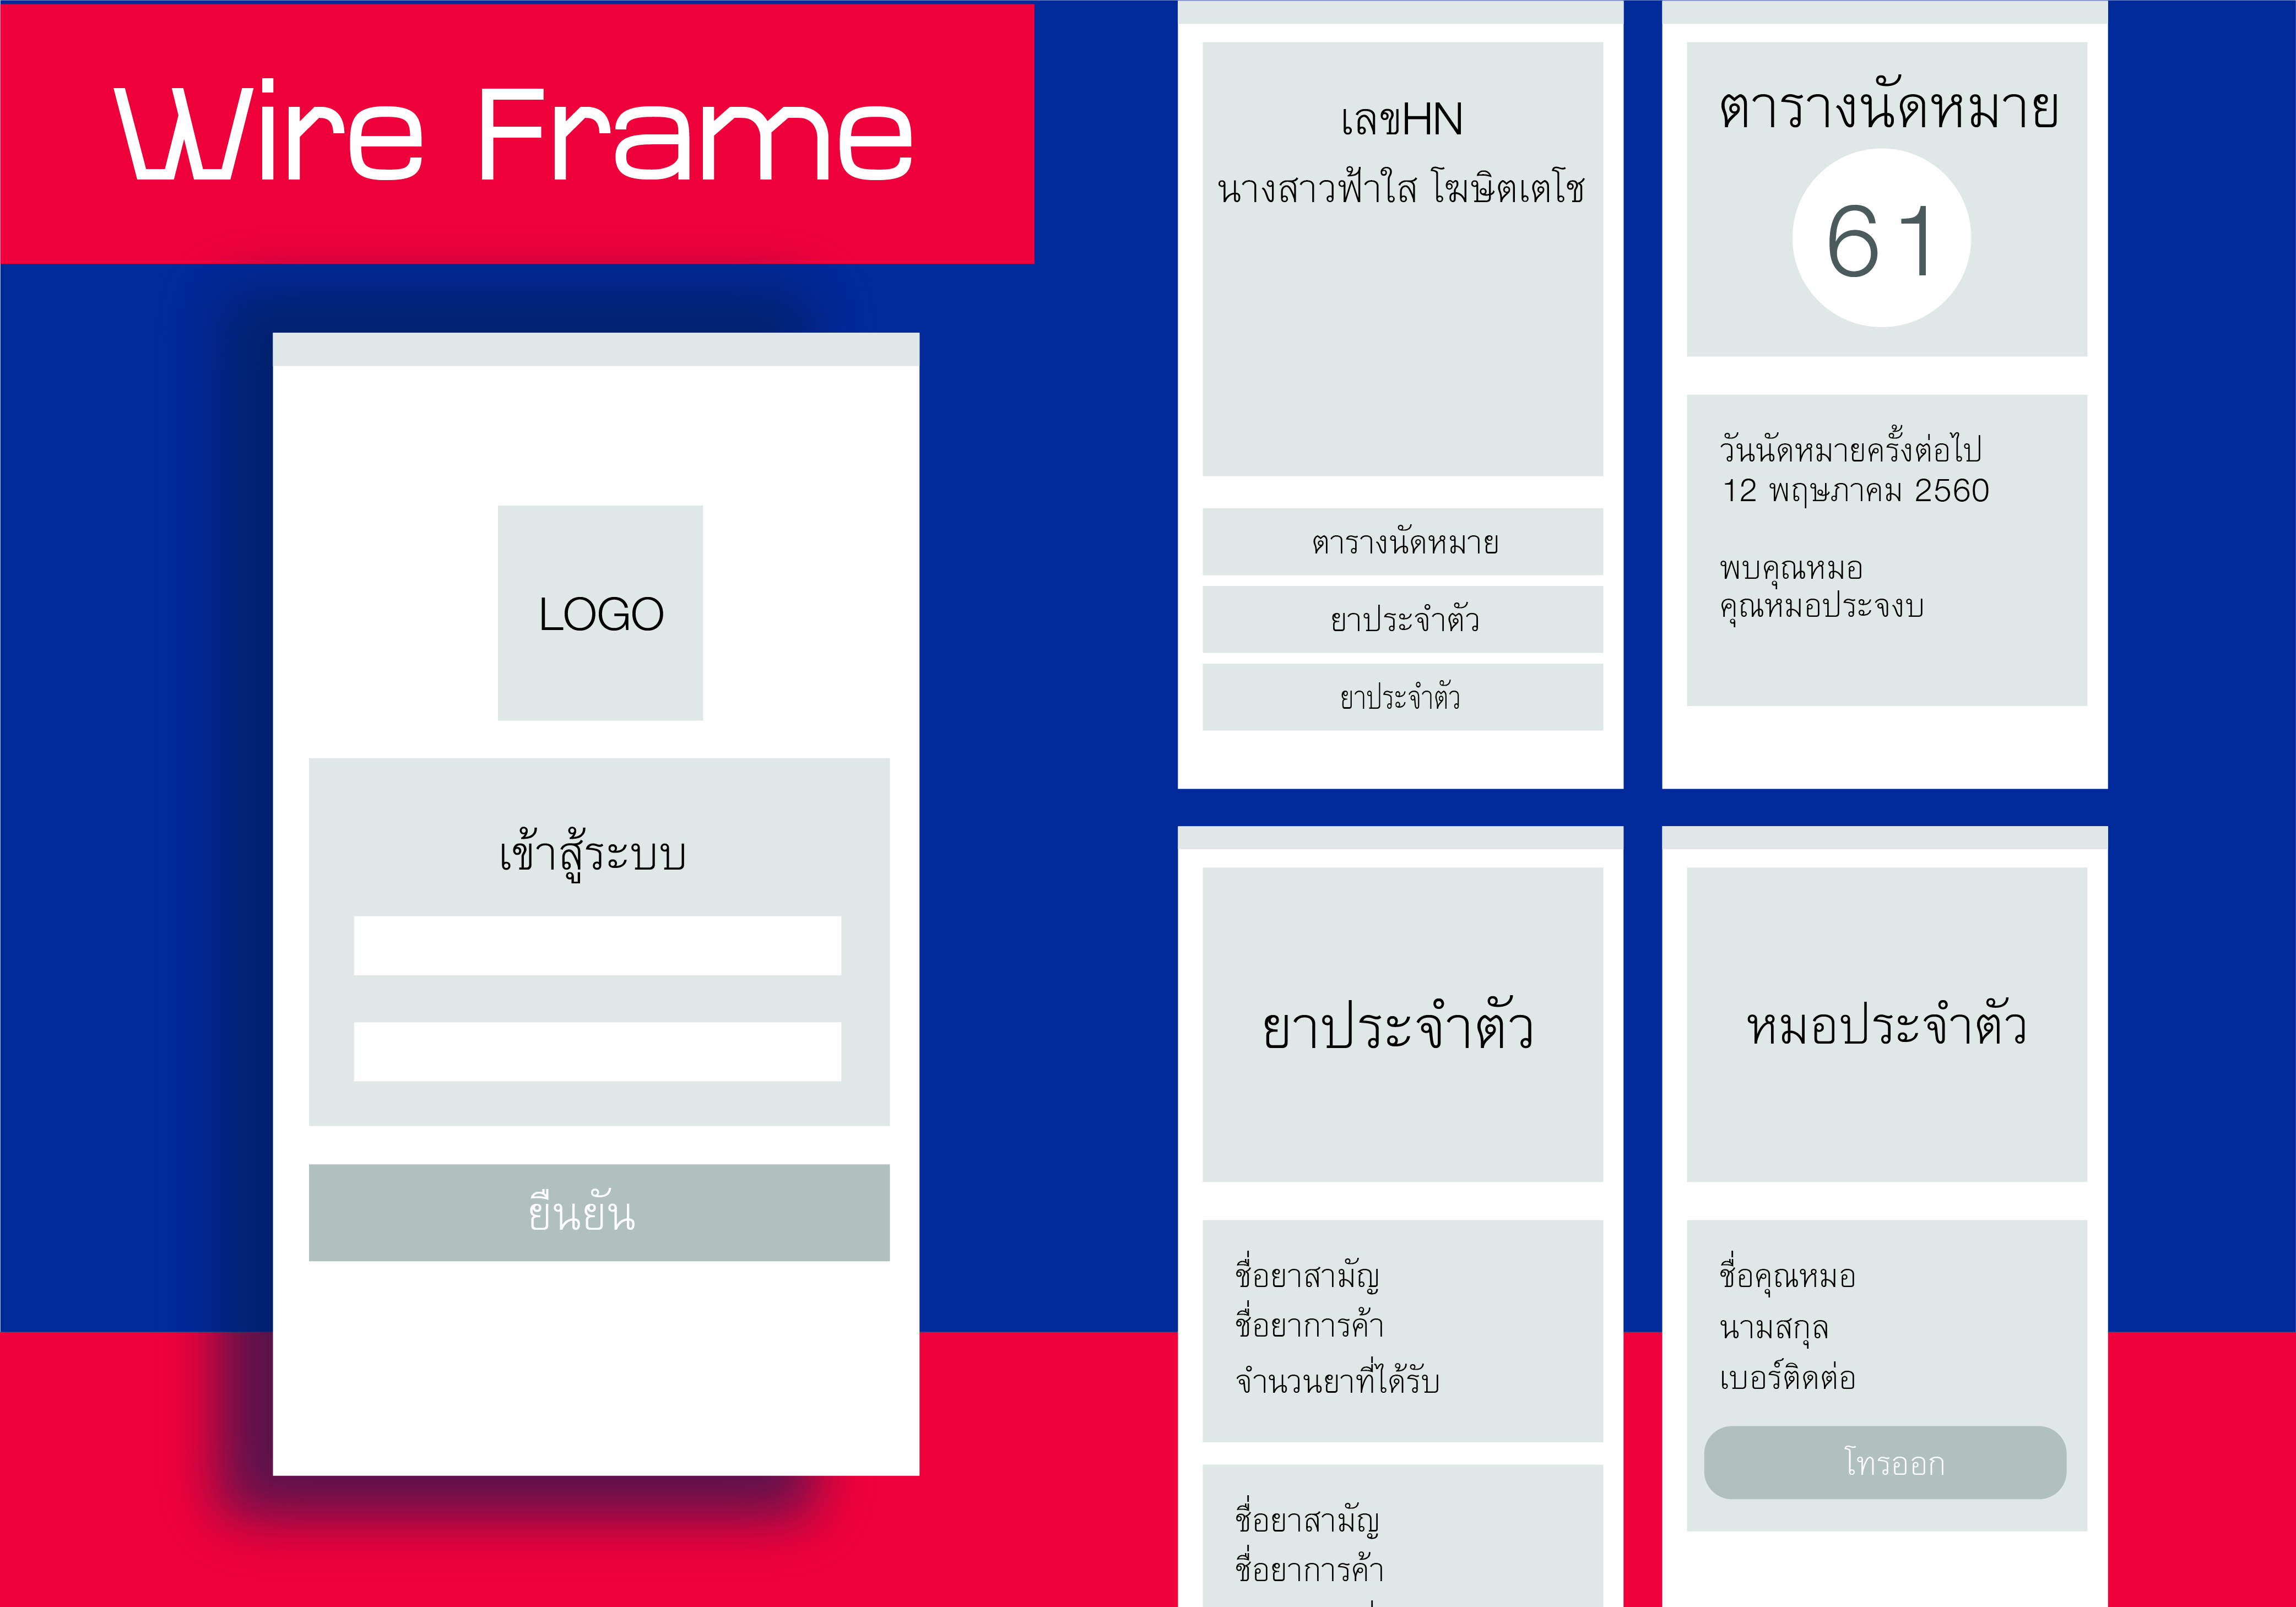 Wire Frame
LOGO
เข้าสู้ระบบ
ยืนยัน
เลขHN
นางสาวฟ้าใส โฆษิตเตโช
ตารางนัดหมาย
ยาประจำตัว
ยาประจำตัว
ตารางนัดหมาย
61
วันนัดหมายครั้งต่อไป
12 พฤษภาคม 2560
พบคุณหมอ
คุณหมอประจงบ
ยาประจำตัว
ชื่อยาสามัญ
ชื่อยาการค้า
จำนวนยาที่ได้รับ
ชื่อยาสามัญ
ชื่อยาการค้า
หมอประจำตัว
ชื่อคุณหมอ
นามสกุล
เบอร์ติดต่อ
โทรออก